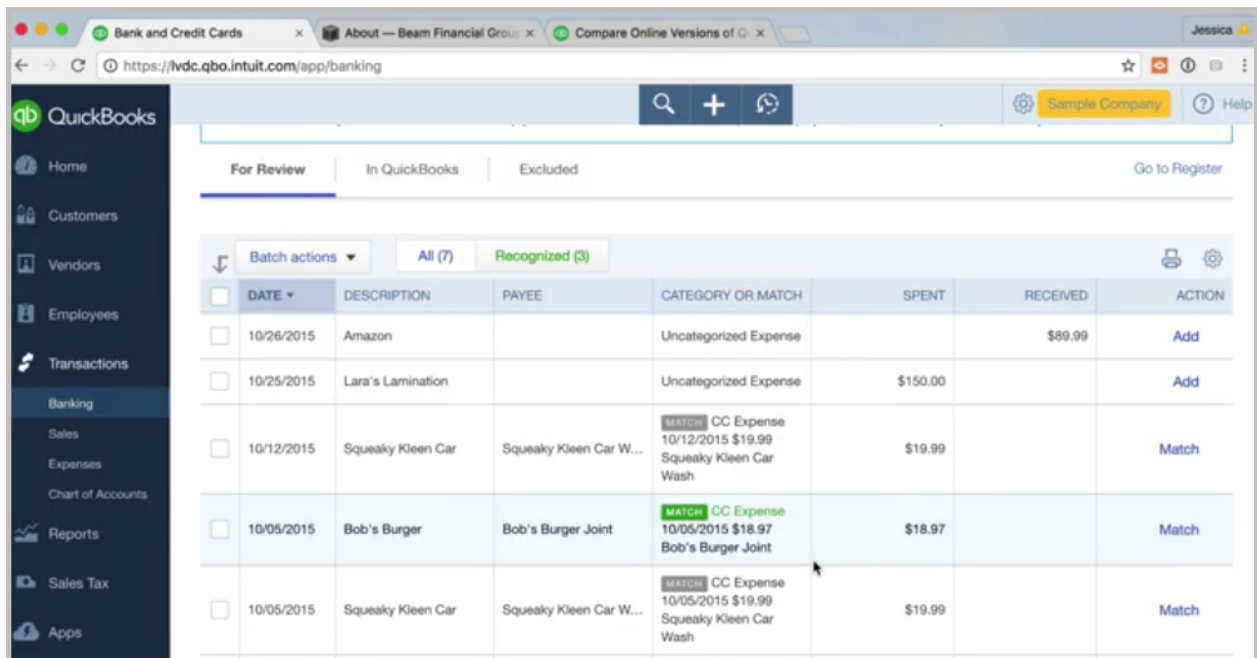 Bank and Credit Cards
About — Beam Financial Grou
Compare Online Versions of Q
Jessica
https://lvdc.qbo.intuit.com/app/banking
qb QuickBooks
Sample Company
Help
Home
Customers
Vendors
Employees
Transactions
Banking
Sales
Expenses
Chart of Accounts
Reports
Sales Tax
Apps
For Review In QuickBooks Excluded Go to Register
Batch actions All (7) Recognized (3)
DATE DESCRIPTION PAYEE CATEGORY OR MATCH SPENT RECEIVED ACTION
10/26/2015 Amazon Uncategorized Expense $89.99 Add
10/25/2015 Lara's Lamination Uncategorized Expense $150.00 Add
MATCH CC Expense
10/12/2015 Squeaky Kleen Car Squeaky Kleen Car W... 10/12/2015 $19.99 $19.99 Match
Squeaky Kleen Car
Wash
MATCH CC Expense
10/05/2015 Bob's Burger Bob's Burger Joint 10/05/2015 $18.97 $18.97 Match
Bob's Burger Joint
MATCH CC Expense
10/05/2015 Squeaky Kleen Car Squeaky Kleen Car W... 10/05/2015 $19.99 $19.99 Match
Squeaky Kleen Car
Wash